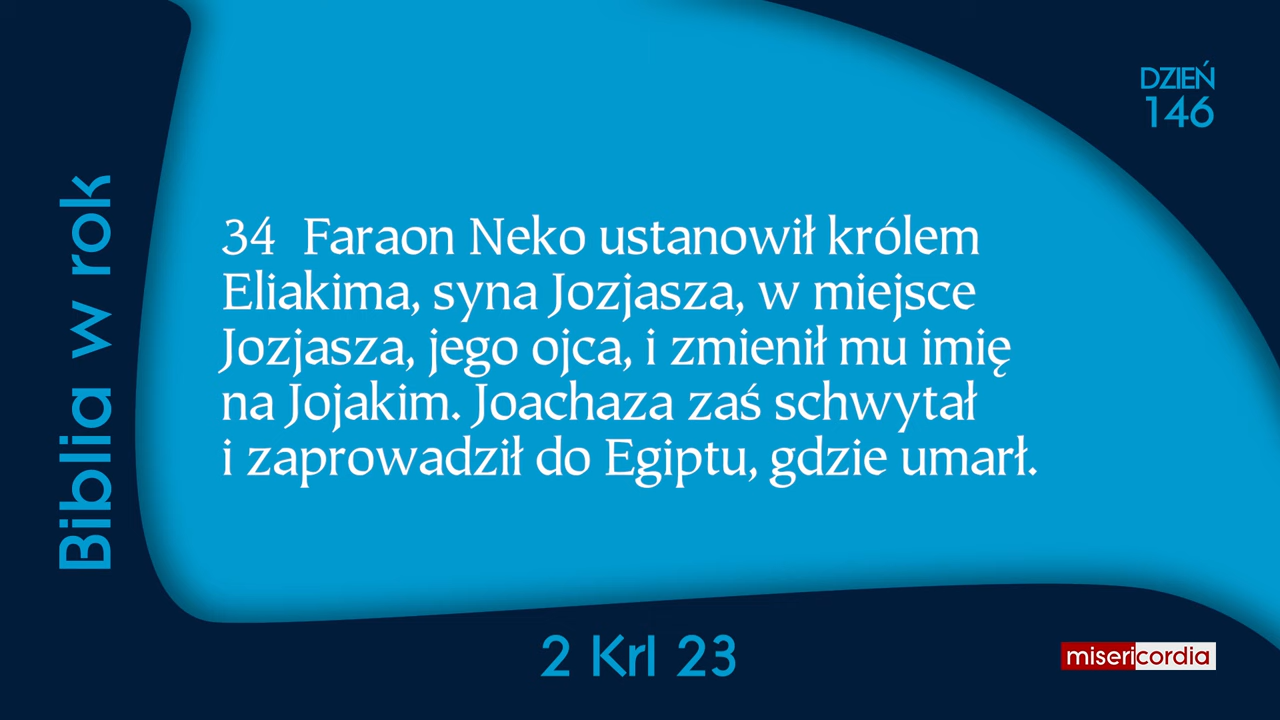 DZIEŃ
146
Biblia w rok
34 Faraon Neko ustanowił królem
Eliakima, syna Jozjasza, w miejsce
Jozjasza, jego ojca, i zmienił mu imię
na Jojakim. Joachaza zaś schwytał
i zaprowadził do Egiptu, gdzie umarł.
2 Krl 23
misericordia